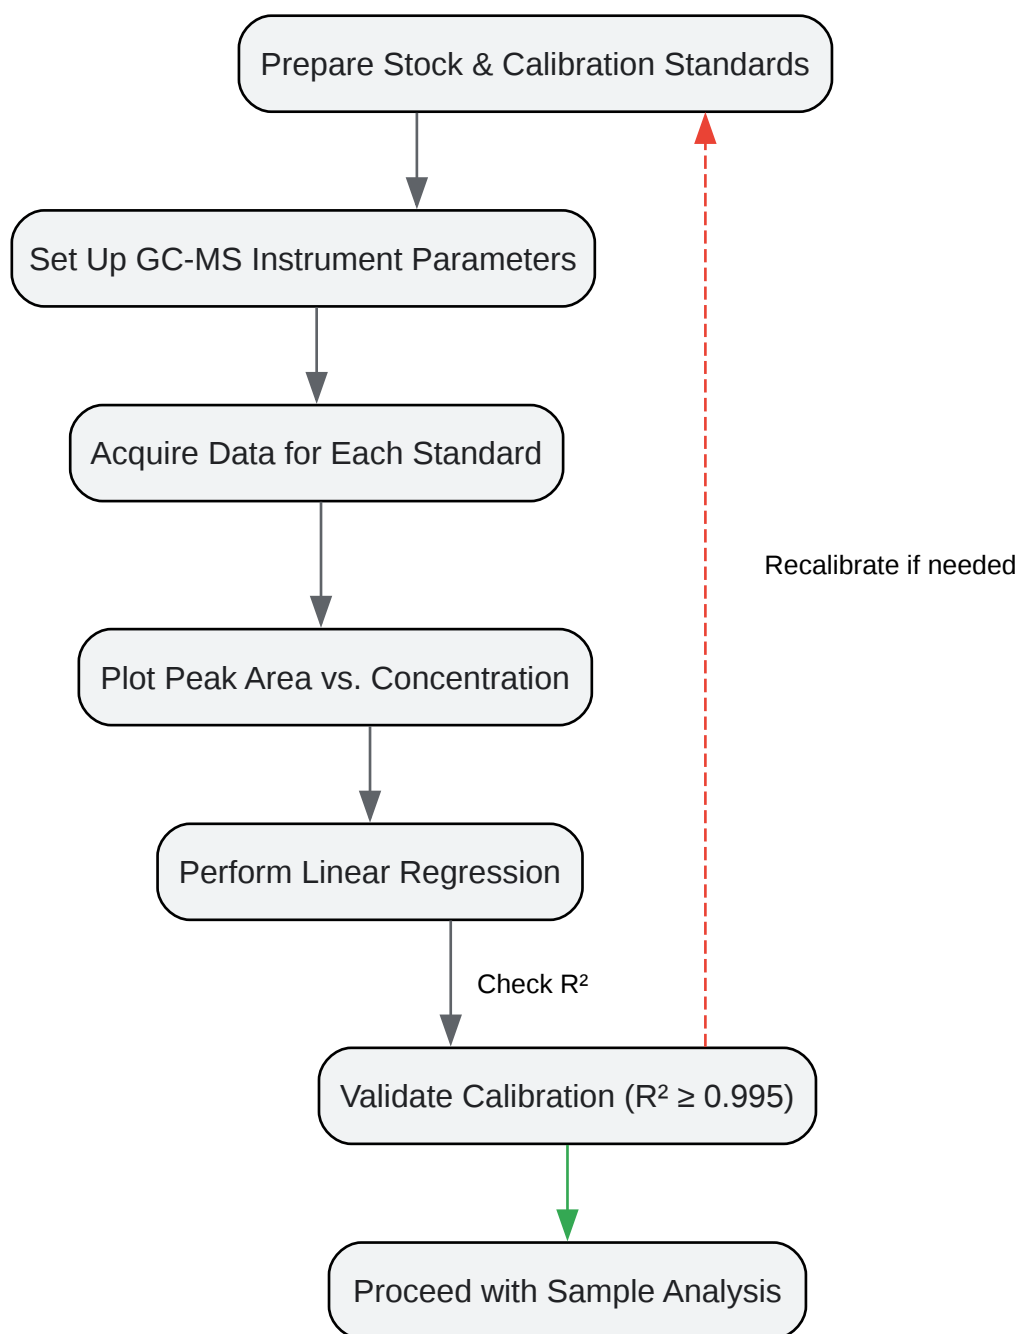 Prepare Stock & Calibration Standards
Set Up GC-MS Instrument Parameters
Acquire Data for Each Standard
Recalibrate if needed
Plot Peak Area vs. Concentration
Perform Linear Regression
Check R²
Validate Calibration (R² ≥ 0.995)
Proceed with Sample Analysis